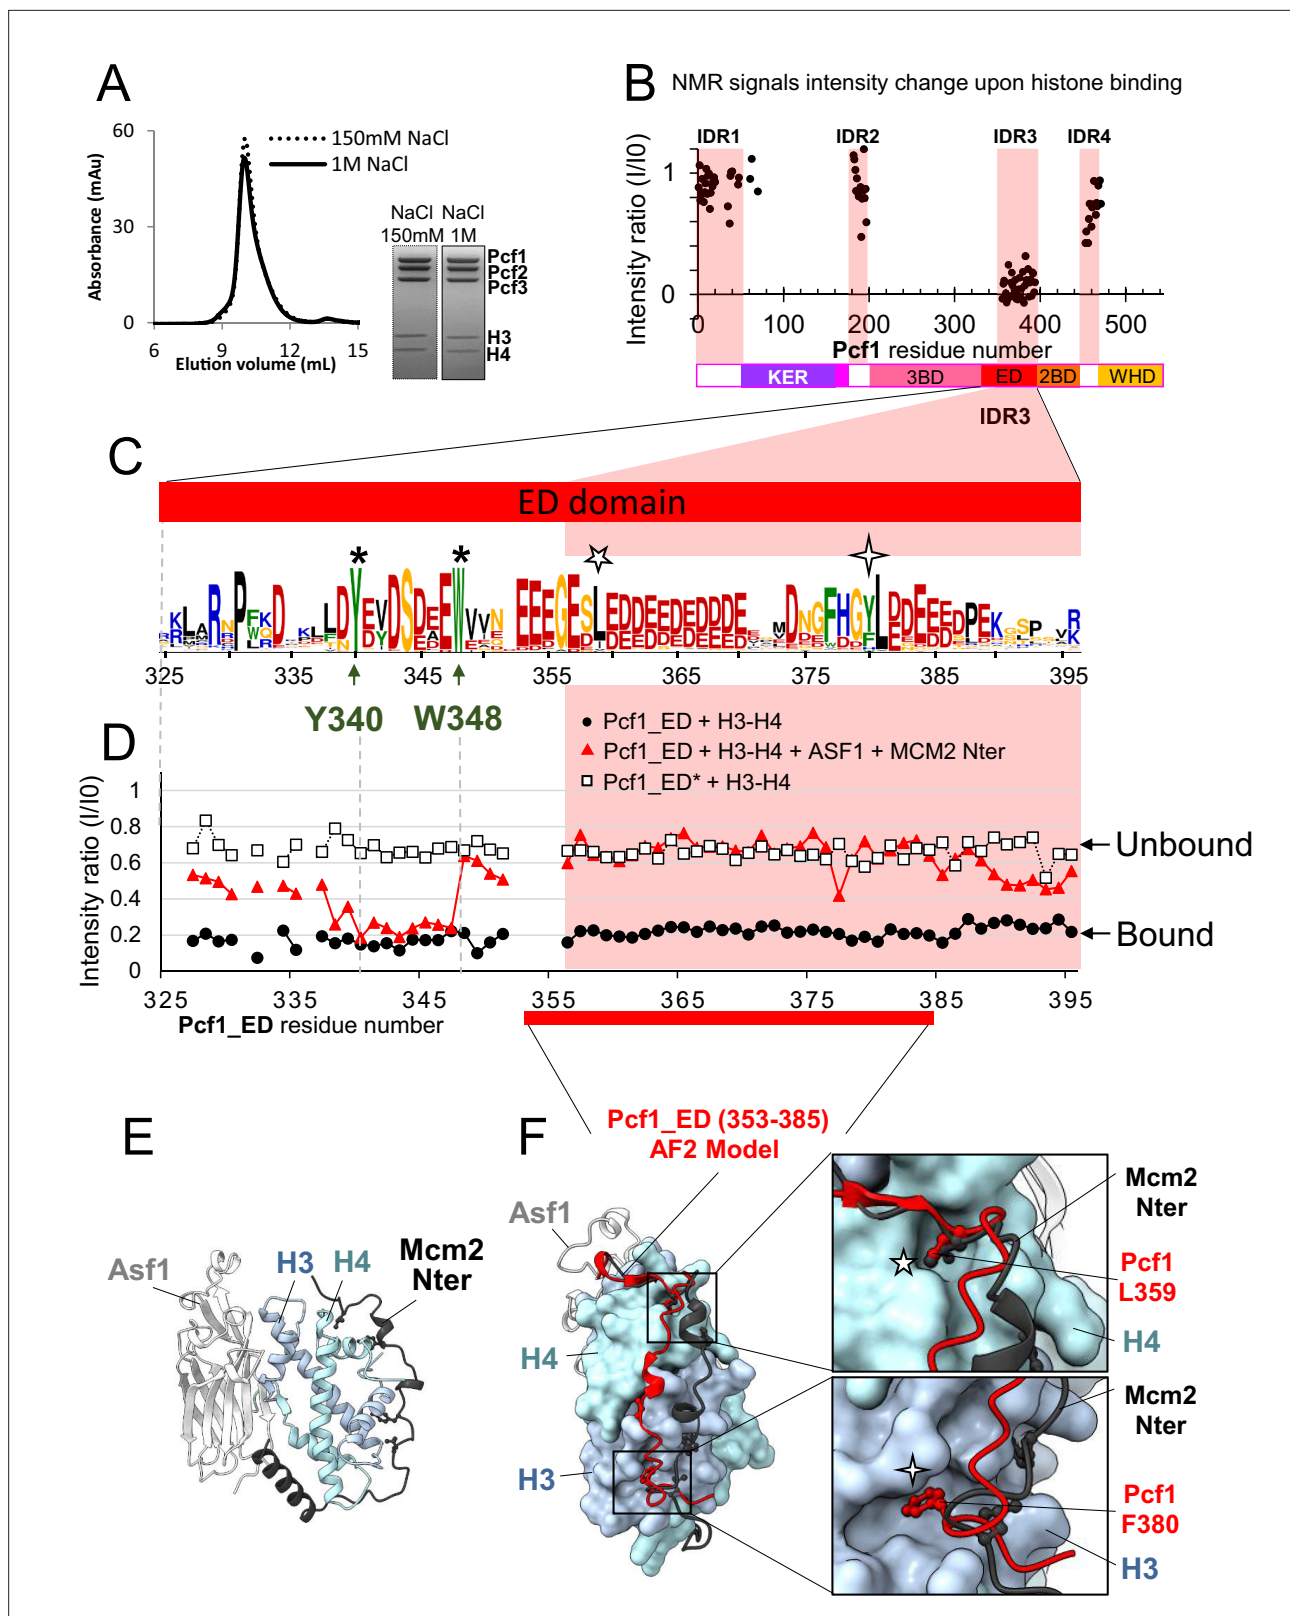 A
60
30
0
Absorbance (mAu)
150mM NaCl
1M NaCl
6
9
12
15
Elution volume (mL)
NaCl NaCl
150mM 1M
Pcf1
Pcf2
Pcf3
H3
H4
B NMR signals intensity change upon histone binding
IDR1 IDR2 IDR3 IDR4
Intensity ratio (I/I0)
1
0
0 100 200 300 400 500
Pcf1 residue number
KER 3BD ED 2BD WHD
IDR3
C
ED domain
* *
325 335 345 355 365 375 385 395
Y340 W348
D
Pcf1_ED + H3-H4
Pcf1_ED + H3-H4 + ASF1 + MCM2 Nter
Pcf1_ED* + H3-H4
Intensity ratio (I/I0)
1
0.8
0.6
0.4
0.2
0
Unbound
Bound
325 335 345 355 365 375 385 395
Pcf1_ED residue number
E
Asf1
H3
H4
Mcm2
Nter
F
Pcf1_ED (353-385)
AF2 Model
Asf1
H4
H3
Mcm2
Nter
Pcf1
L359
H4
Mcm2
Nter
Pcf1
F380
H3